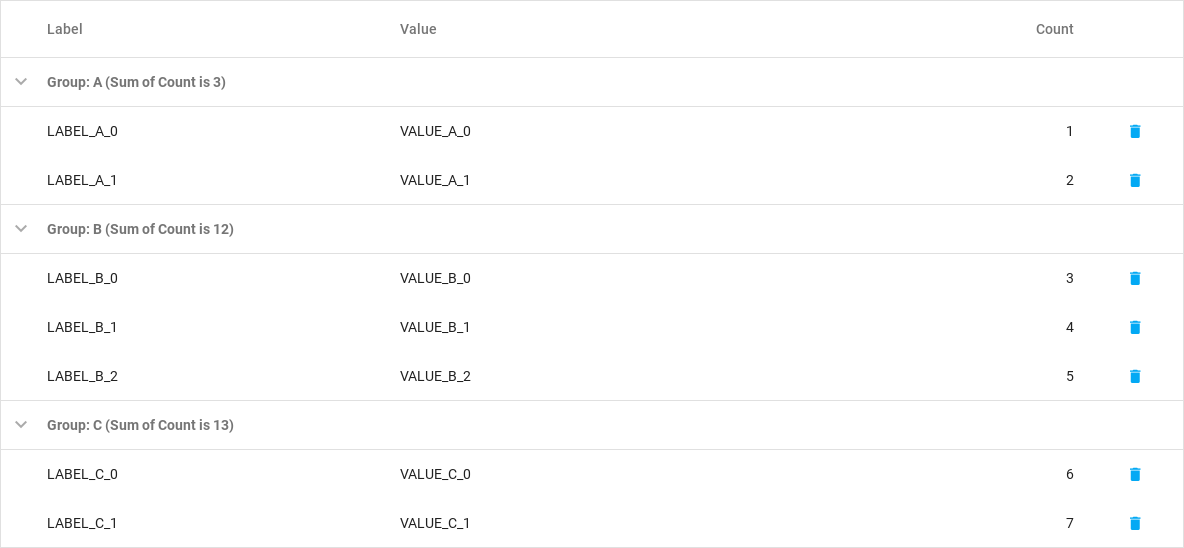 Label Value Count
Group: A (Sum of Count is 3)
LABEL_A_0 VALUE_A_0 1
LABEL_A_1 VALUE_A_1 2
Group: B (Sum of Count is 12)
LABEL_B_0 VALUE_B_0 3
LABEL_B_1 VALUE_B_1 4
LABEL_B_2 VALUE_B_2 5
Group: C (Sum of Count is 13)
LABEL_C_0 VALUE_C_0 6
LABEL_C_1 VALUE_C_1 7